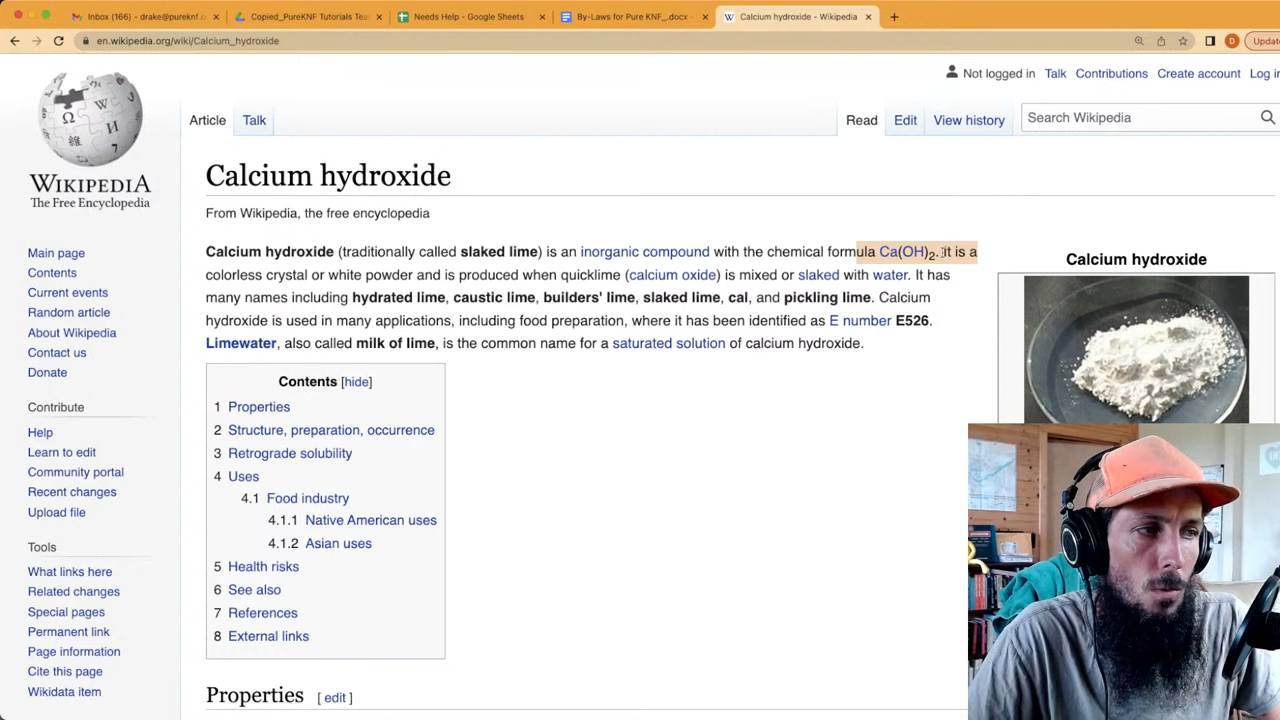 Inbox (166) - drake@pureknf.o
Copied_PureKNF Tutorials Tea
Needs Help - Google Sheets
By-Laws for Pure KNF_.docx -
Calcium hydroxide - Wikipedia
en.wikipedia.org/wiki/Calcium_hydroxide
D
Update
WIKIPEDIA
The Free Encyclopedia
Main page
Contents
Current events
Random article
About Wikipedia
Contact us
Donate
Contribute
Help
Learn to edit
Community portal
Recent changes
Upload file
Tools
What links here
Related changes
Special pages
Permanent link
Page information
Cite this page
Wikidata item
Not logged in Talk Contributions Create account Log in
Article Talk Read Edit View history Search Wikipedia
Calcium hydroxide
From Wikipedia, the free encyclopedia
Calcium hydroxide (traditionally called slaked lime) is an inorganic compound with the chemical formula Ca(OH)2. It is a
colorless crystal or white powder and is produced when quicklime (calcium oxide) is mixed or slaked with water. It has
many names including hydrated lime, caustic lime, builders' lime, slaked lime, cal, and pickling lime. Calcium
hydroxide is used in many applications, including food preparation, where it has been identified as E number E526.
Limewater, also called milk of lime, is the common name for a saturated solution of calcium hydroxide.
Calcium hydroxide
Contents [hide]
1 Properties
2 Structure, preparation, occurrence
3 Retrograde solubility
4 Uses
4.1 Food industry
4.1.1 Native American uses
4.1.2 Asian uses
5 Health risks
6 See also
7 References
8 External links
Properties [ edit ]